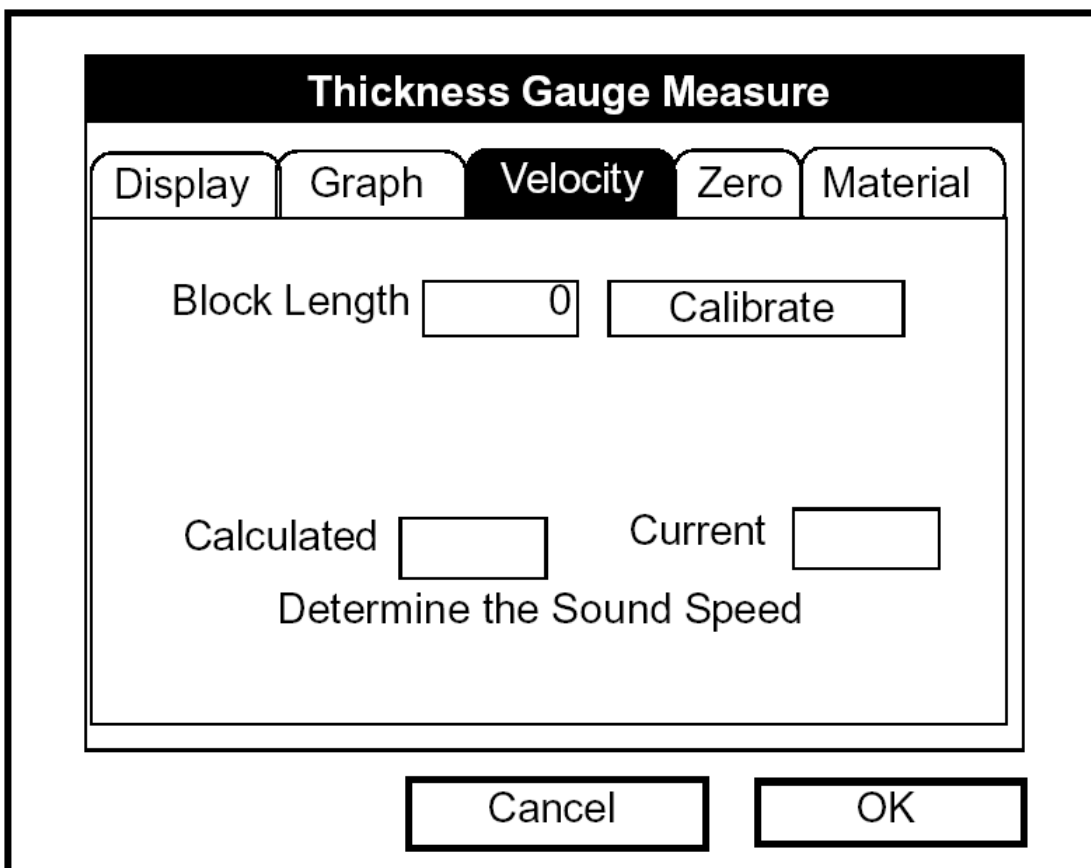 Thickness Gauge Measure
Display Graph Velocity Zero Material
Block Length 0 Calibrate
Calculated Current
Determine the Sound Speed
Cancel OK